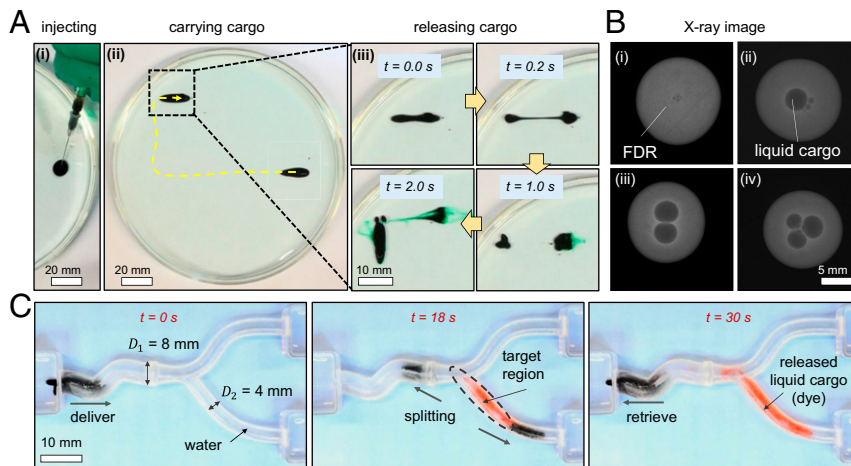 A
injecting
carrying cargo
releasing cargo
(i)
(ii)
(iii)
t = 0.0 s
t = 0.2 s
t = 2.0 s
t = 1.0 s
20 mm
20 mm
10 mm
B
X-ray image
(i)
FDR
(ii)
liquid cargo
(iii)
(iv)
5 mm
C
t = 0 s
D₁ = 8 mm
D₂ = 4 mm
deliver
water
10 mm
t = 18 s
target
region
splitting
t = 30 s
released
liquid cargo
(dye)
retrieve